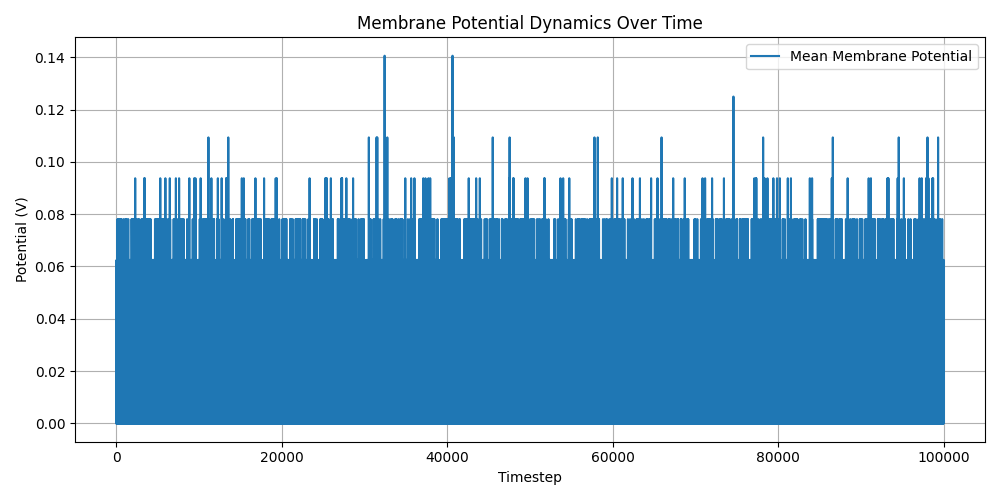 Membrane Potential Dynamics Over Time
Mean Membrane Potential
Potential (V)
0.14
0.12
0.10
0.08
0.06
0.04
0.02
0.00
0 20000 40000 60000 80000 100000
Timestep